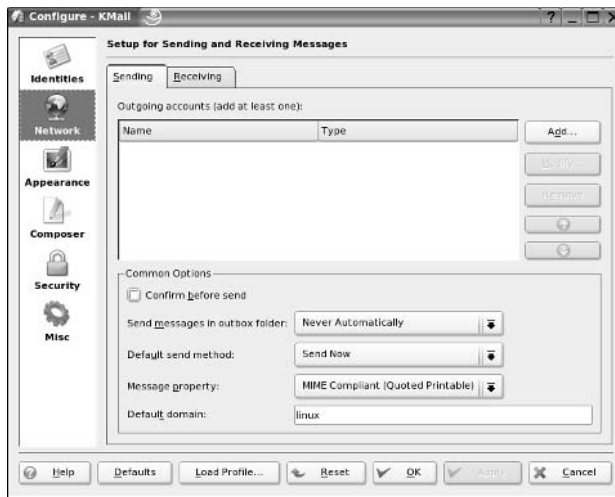 Configure - KMail
Setup for Sending and Receiving Messages
Identities
Network
Appearance
Composer
Security
Misc
Sending
Receiving
Outgoing accounts (add at least one):
Name Type
Add...
Modify...
Remove
Common Options
Confirm before send
Send messages in outbox folder: Never Automatically
Default send method: Send Now
Message property: MIME Compliant (Quoted Printable)
Default domain: linux
Help Defaults Load Profile... Reset OK Apply Cancel